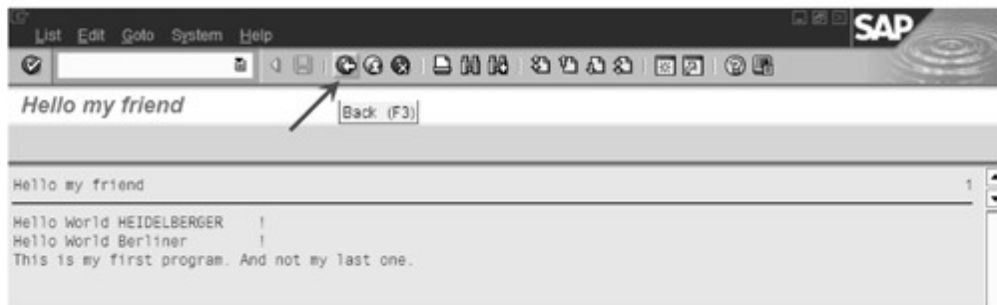 List Edit Goto System Help
SAP
Hello my friend
Back (F3)
Hello my friend 1
Hello World HEIDELBERGER !
Hello World Berliner !
This is my first program. And not my last one.